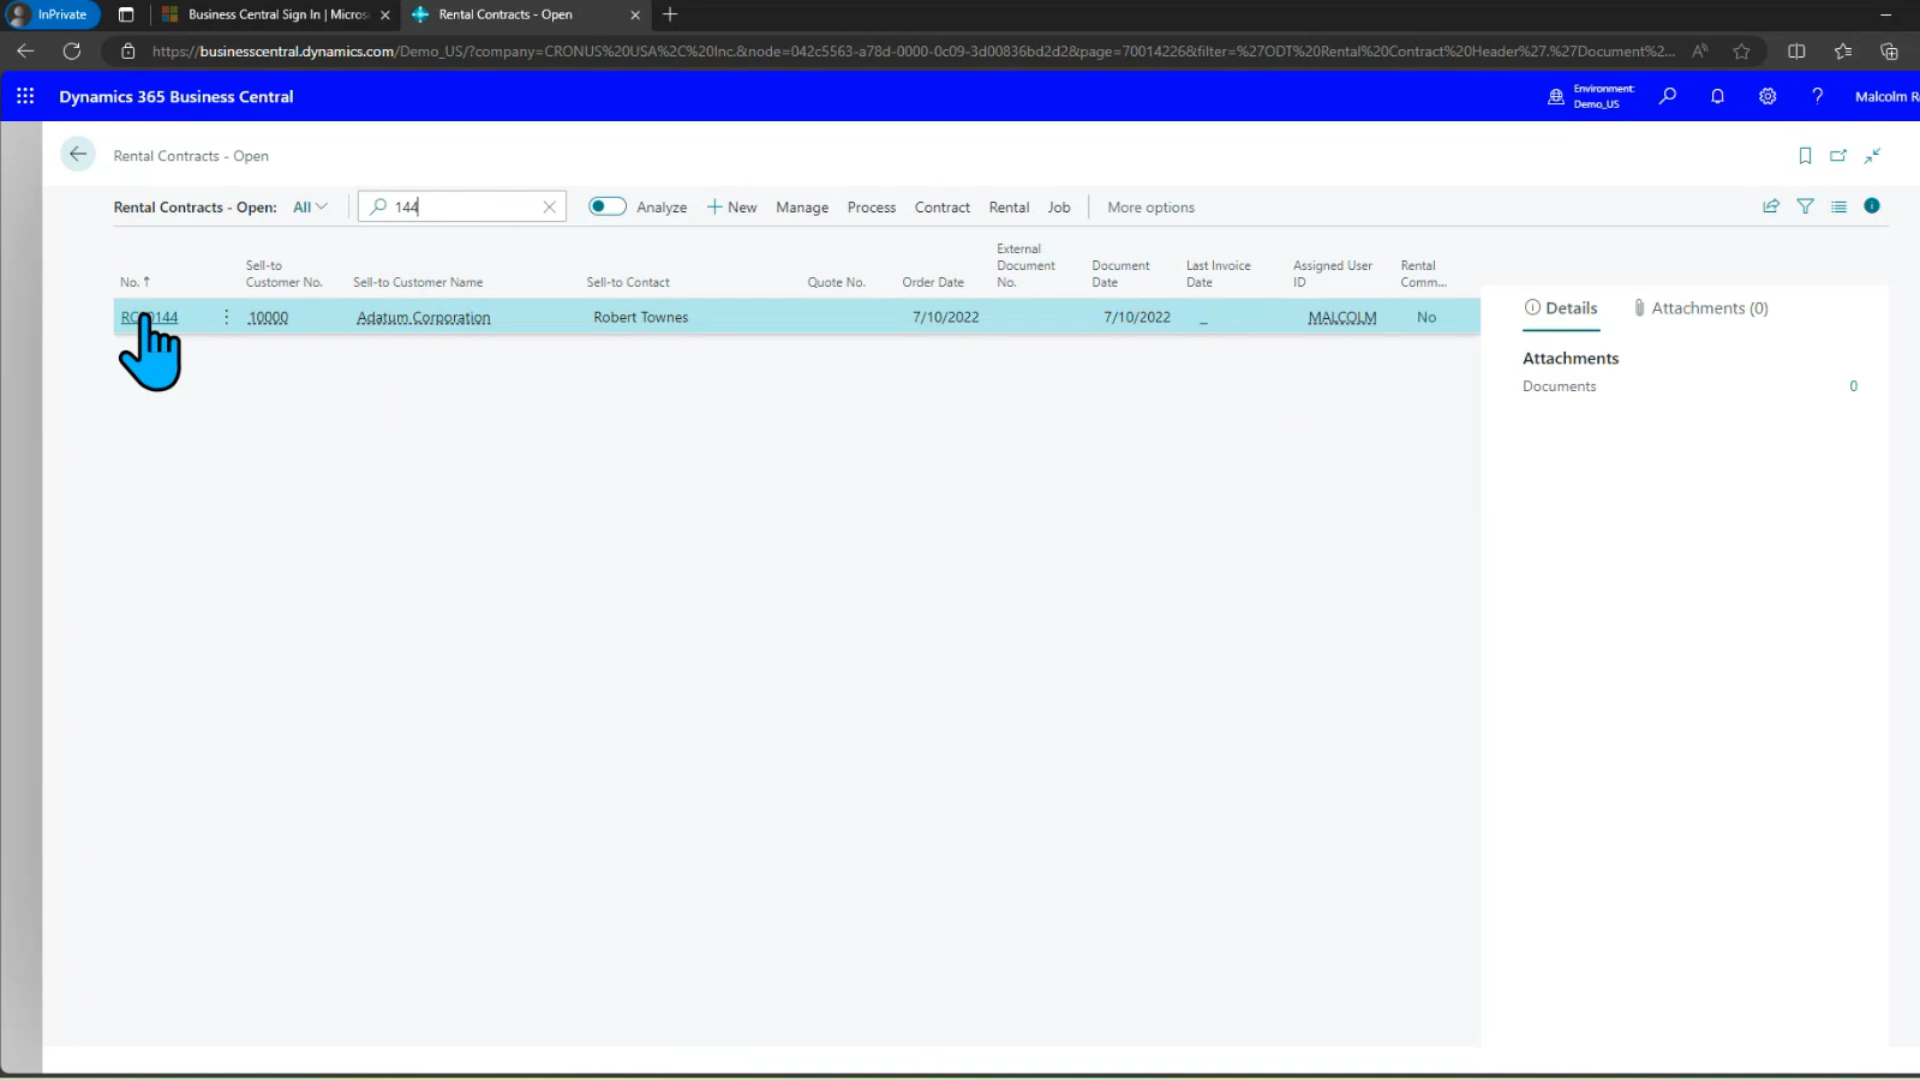 InPrivate
Business Central Sign In | Micros
Rental Contracts - Open
https://businesscentral.dynamics.com/Demo_US/?company=CRONUS%20USA%2C%20Inc.&node=042c5563-a78d-0000-0c09-3d00836bd2d2&page=70014226&filter=%27ODT%20Rental%20Contract%20Header%27.%27Document%2...
Dynamics 365 Business Central
Environment:
Demo_US
?
Malcolm R
Rental Contracts - Open
Rental Contracts - Open: All
144
Analyze
New
Manage
Process
Contract
Rental
Job
More options
No. ↑
Sell-to
Customer No.
Sell-to Customer Name
Sell-to Contact
Quote No.
Order Date
External
Document
No.
Document
Date
Last Invoice
Date
Assigned User
ID
Rental
Comm...
10000
Adatum Corporation
Robert Townes
7/10/2022
7/10/2022
_
MALCOLM
No
Details
Attachments (0)
Attachments
Documents
0